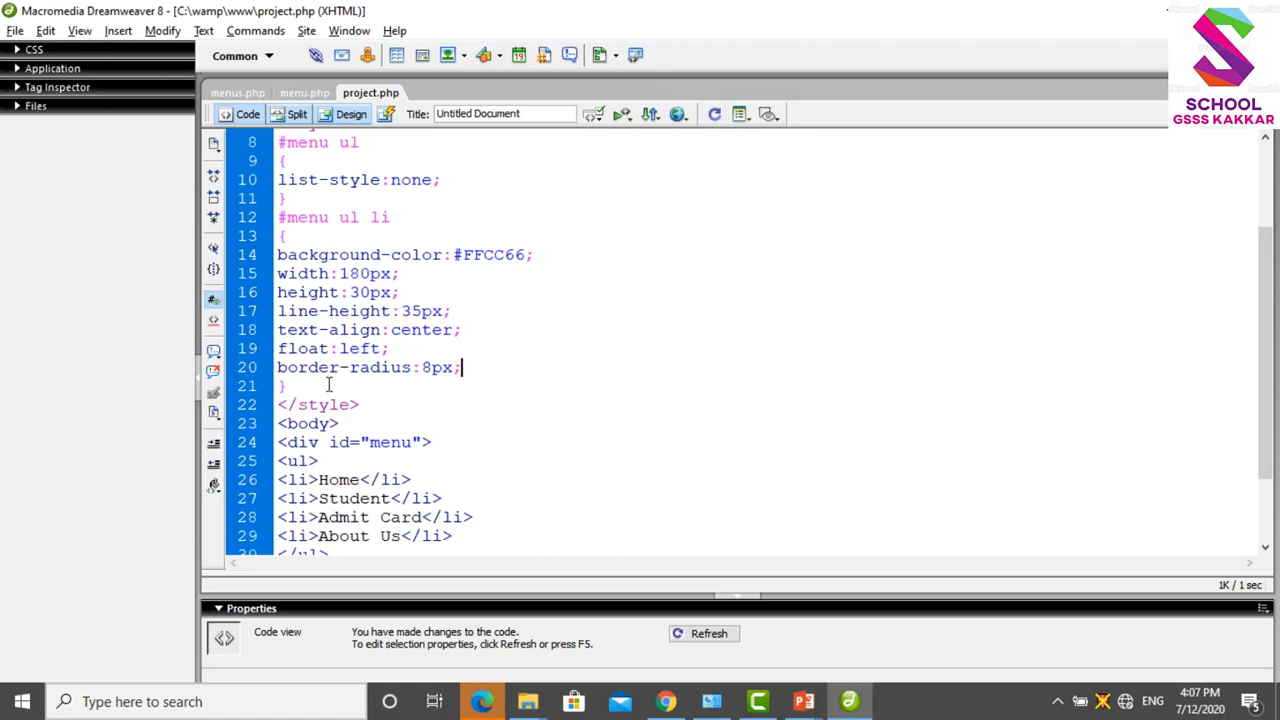 Macromedia Dreamweaver 8 - [C:\wamp\www\project.php (XHTML)]
File Edit View Insert Modify Text Commands Site Window Help
CSS
Application
Tag Inspector
Files
Common
menus.php menu.php project.php
Code Split Design Title: Untitled Document
SCHOOL
GSSS KAKKAR
8 #menu ul
9 {
10 list-style:none;
11 }
12 #menu ul li
13 {
14 background-color:#FFCC66;
15 width:180px;
16 height:30px;
17 line-height:35px;
18 text-align:center;
19 float:left;
20 border-radius:8px;
21 }
22 </style>
23 <body>
24 <div id="menu">
25 <ul>
26 <li>Home</li>
27 <li>Student</li>
28 <li>Admit Card</li>
29 <li>About Us</li>
30 </ul>
1K / 1 sec
Properties
Code view
You have made changes to the code.
To edit selection properties, click Refresh or press F5.
Refresh
Type here to search
ENG
4:07 PM
7/12/2020
5